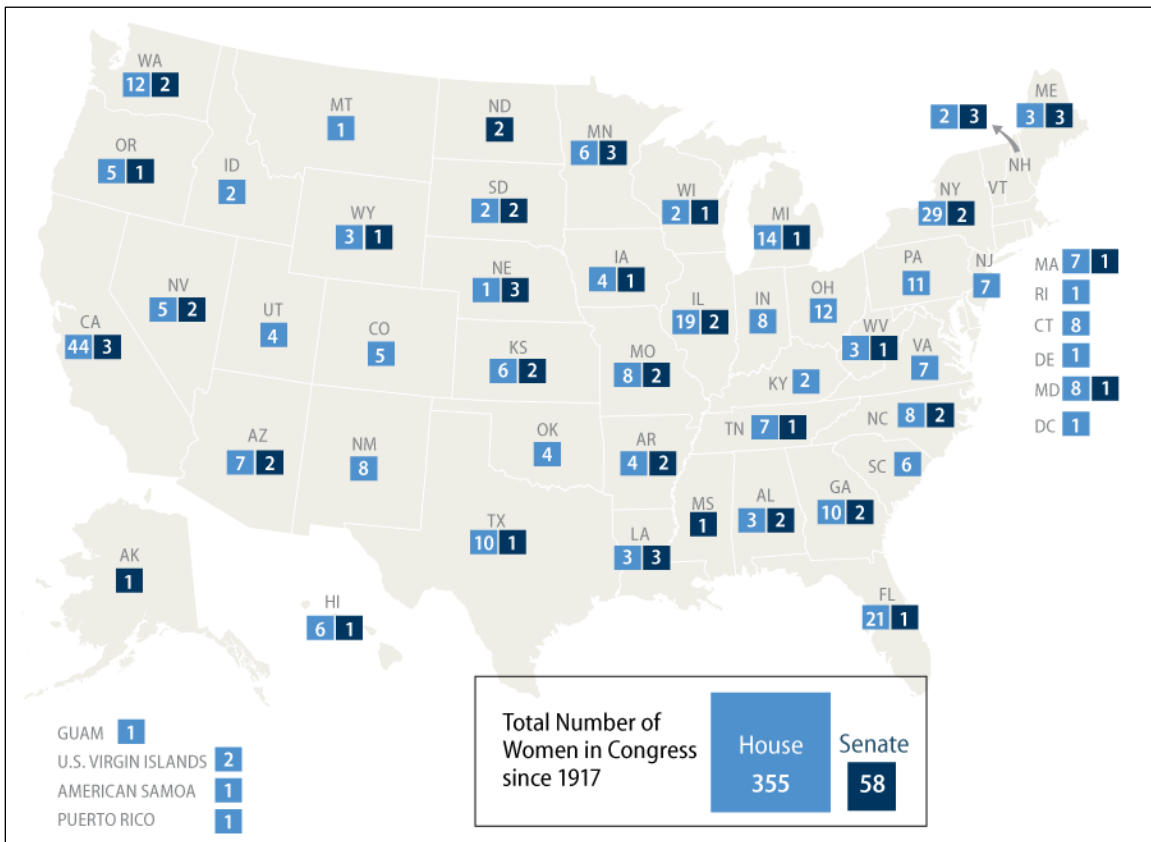 WA
12 2
MT
1
ND
2
MN
6 3
2 3
ME
3 3
OR
5 1
ID
2
NH
VT
WY
3 1
SD
2 2
WI
2 1
MI
14 1
NY
29 2
NV
5 2
UT
4
CO
5
NE
1 3
IA
4 1
IL
19 2
IN
8
OH
12
PA
11
NJ
7
MA 7 1
RI 1
CT 8
DE 1
MD 8 1
DC 1
CA
44 3
KS
6 2
MO
8 2
KY 2
WV
3 1
VA
7
AZ
7 2
NM
8
OK
4
AR
4 2
TN 7 1
NC 8 2
SC 6
TX
10 1
LA
3 3
MS
1
AL
3 2
GA
10 2
AK
1
HI
6 1
FL
21 1
GUAM 1
U.S. VIRGIN ISLANDS 2
AMERICAN SAMOA 1
PUERTO RICO 1
Total Number of
Women in Congress
since 1917
House
355
Senate
58